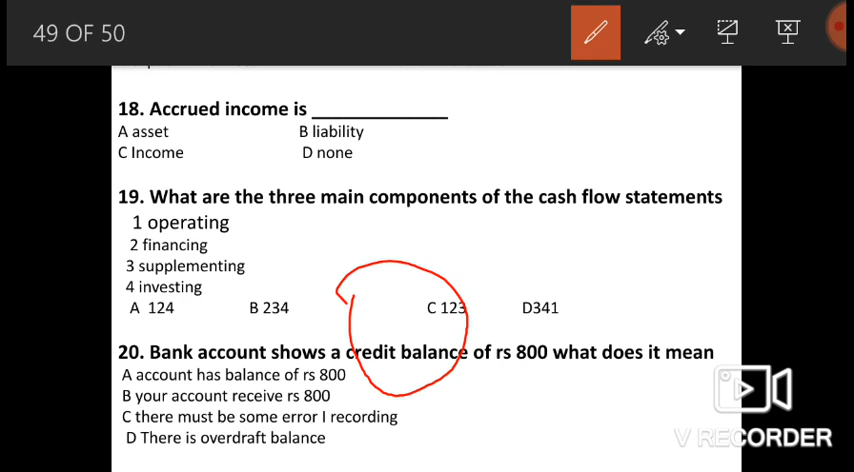 49 OF 50
18. Accrued income is ______________
A asset B liability
C Income D none
19. What are the three main components of the cash flow statements
1 operating
2 financing
3 supplementing
4 investing
A 124 B 234 C 123 D341
20. Bank account shows a credit balance of rs 800 what does it mean
A account has balance of rs 800
B your account receive rs 800
C there must be some error I recording
D There is overdraft balance
V RECORDER